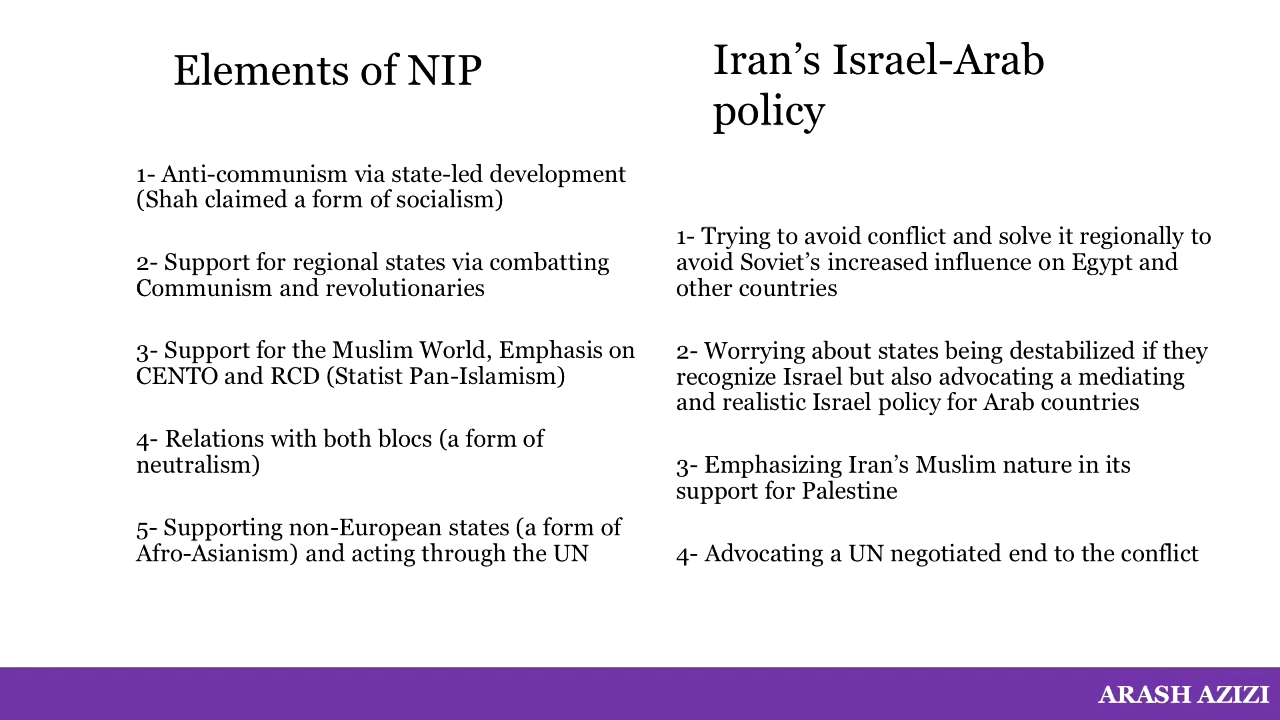 Elements of NIP
1- Anti-communism via state-led development
(Shah claimed a form of socialism)
2- Support for regional states via combatting
Communism and revolutionaries
3- Support for the Muslim World, Emphasis on
CENTO and RCD (Statist Pan-Islamism)
4- Relations with both blocs (a form of
neutralism)
5- Supporting non-European states (a form of
Afro-Asianism) and acting through the UN
Iran’s Israel-Arab
policy
1- Trying to avoid conflict and solve it regionally to
avoid Soviet’s increased influence on Egypt and
other countries
2- Worrying about states being destabilized if they
recognize Israel but also advocating a mediating
and realistic Israel policy for Arab countries
3- Emphasizing Iran’s Muslim nature in its
support for Palestine
4- Advocating a UN negotiated end to the conflict
ARASH AZIZI